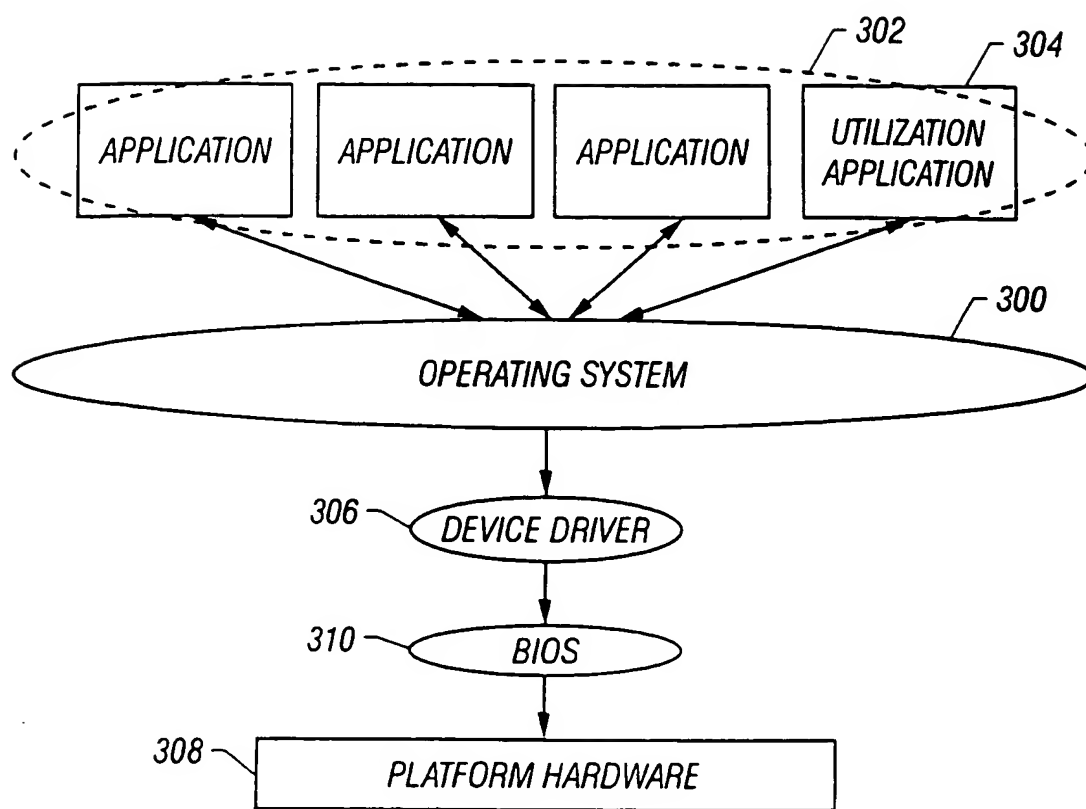 302
304
APPLICATION
APPLICATION
APPLICATION
UTILIZATION
APPLICATION
300
OPERATING SYSTEM
306
DEVICE DRIVER
310
BIOS
308
PLATFORM HARDWARE